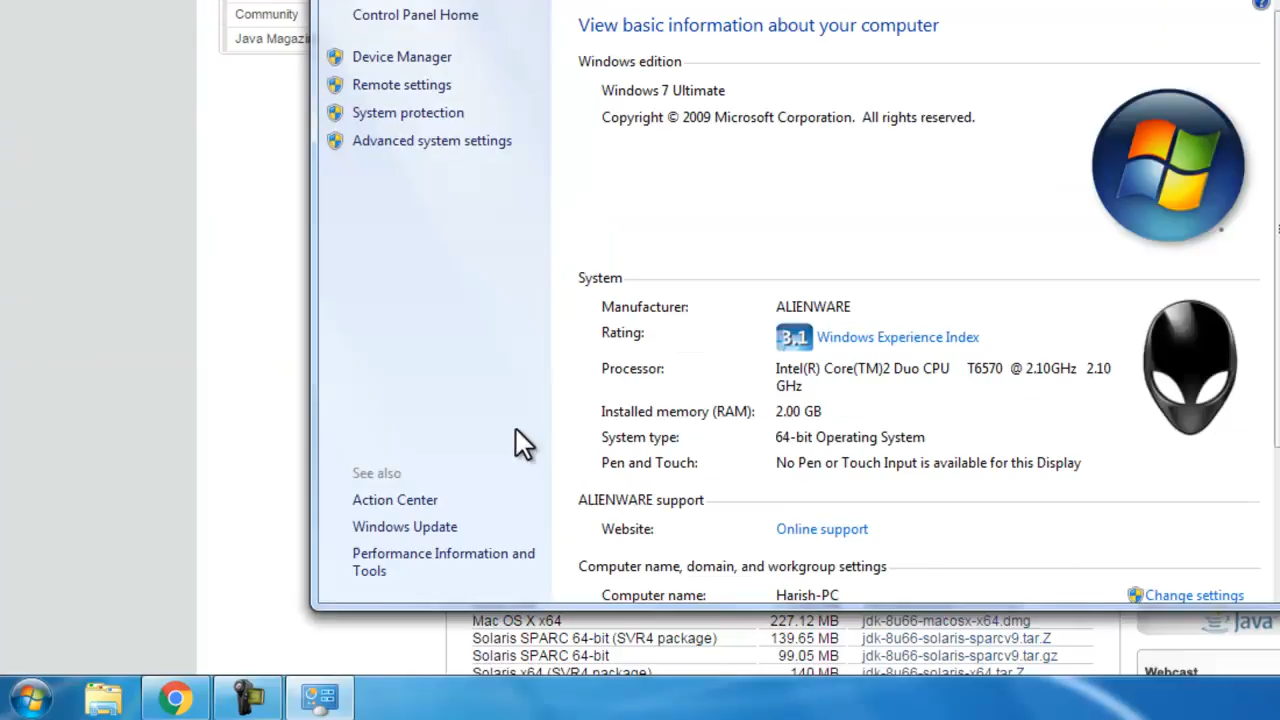 Community
Java Magazi
Control Panel Home
Device Manager
Remote settings
System protection
Advanced system settings
See also
Action Center
Windows Update
Performance Information and
Tools
View basic information about your computer
Windows edition
Windows 7 Ultimate
Copyright © 2009 Microsoft Corporation. All rights reserved.
System
Manufacturer: ALIENWARE
Rating: 3.1 Windows Experience Index
Processor: Intel(R) Core(TM)2 Duo CPU T6570 @ 2.10GHz 2.10
GHz
Installed memory (RAM): 2.00 GB
System type: 64-bit Operating System
Pen and Touch: No Pen or Touch Input is available for this Display
ALIENWARE support
Website: Online support
Computer name, domain, and workgroup settings
Computer name: Harish-PC Change settings
Mac OS X x64 227.12 MB jdk-8u66-macosx-x64.dmg
Solaris SPARC 64-bit (SVR4 package) 139.65 MB jdk-8u66-solaris-sparcv9.tar.Z
Solaris SPARC 64-bit 99.05 MB jdk-8u66-solaris-sparcv9.tar.gz
Solaris x64 (SVR4 package) 140 MB jdk-8u66-solaris-x64.tar.Z
Java
Webcast